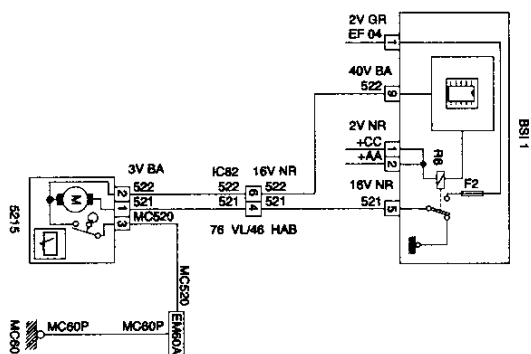 2V GR
EF 04
1
40V BA
522
9
2V NR
+CC
1
+AA
2
16V NR
521
5
R6
F2
BSI 1
3V BA
IC82
16V NR
2
522
522
6
522
1
521
521
4
521
3
MC520
76 VL/46 HAB
M
5215
MC520
EM60A
MC60P
MC60P
MC60